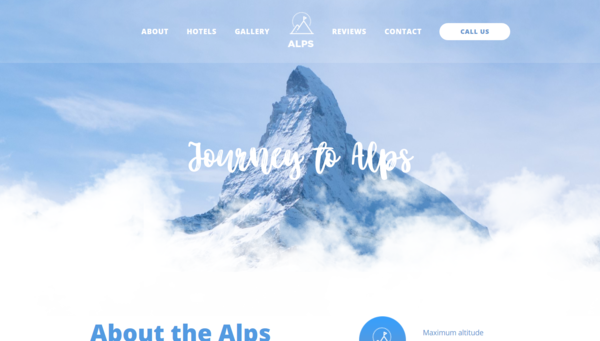 ABOUT
HOTELS
GALLERY
ALPS
REVIEWS
CONTACT
CALL US
Journey to Alps
About the Alps
Maximum altitude